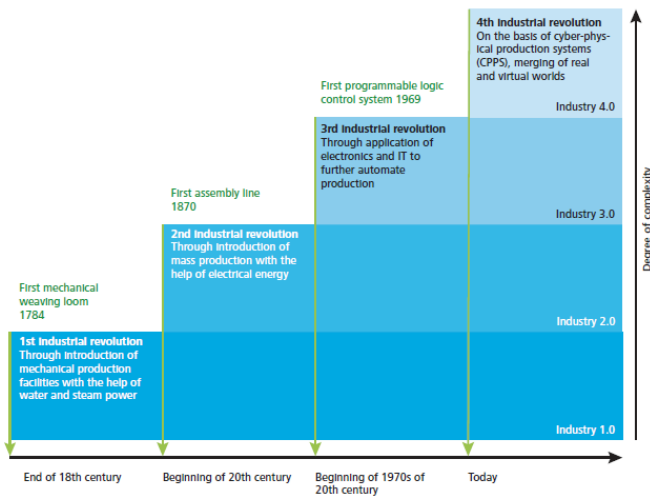 4th industrial revolution
On the basis of cyber-phys-
ical production systems
(CPPS), merging of real
and virtual worlds
Industry 4.0
First programmable logic
control system 1969
3rd industrial revolution
Through application of
electronics and IT to
further automate
production
Industry 3.0
First assembly line
1870
2nd industrial revolution
Through introduction of
mass production with the
help of electrical energy
Industry 2.0
First mechanical
weaving loom
1784
1st industrial revolution
Through introduction of
mechanical production
facilities with the help of
water and steam power
Industry 1.0
Degree of complexity
End of 18th century
Beginning of 20th century
Beginning of 1970s of
20th century
Today